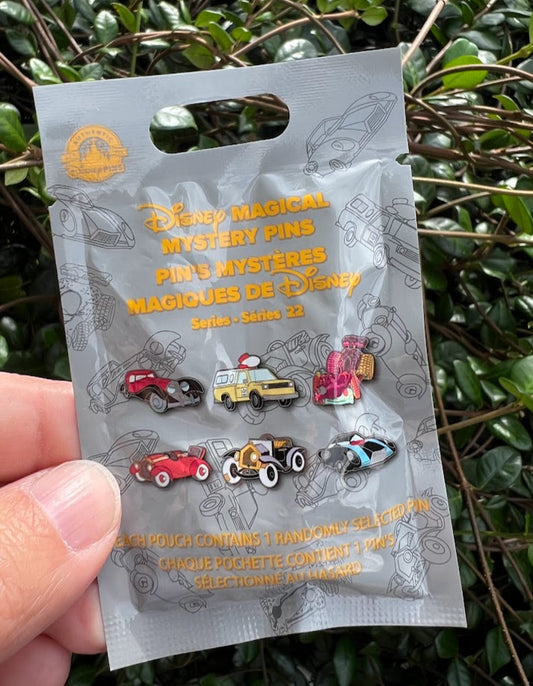 AUTHENTIC
DISNEY PINS
Disney MAGICAL
MYSTERY PINS
PIN'S MYSTÈRES
MAGIQUES DE Disney
Series - Séries 22
EACH POUCH CONTAINS 1 RANDOMLY SELECTED PIN
CHAQUE POCHETTE CONTIENT 1 PIN'S
SÉLECTIONNÉ AU HASARD